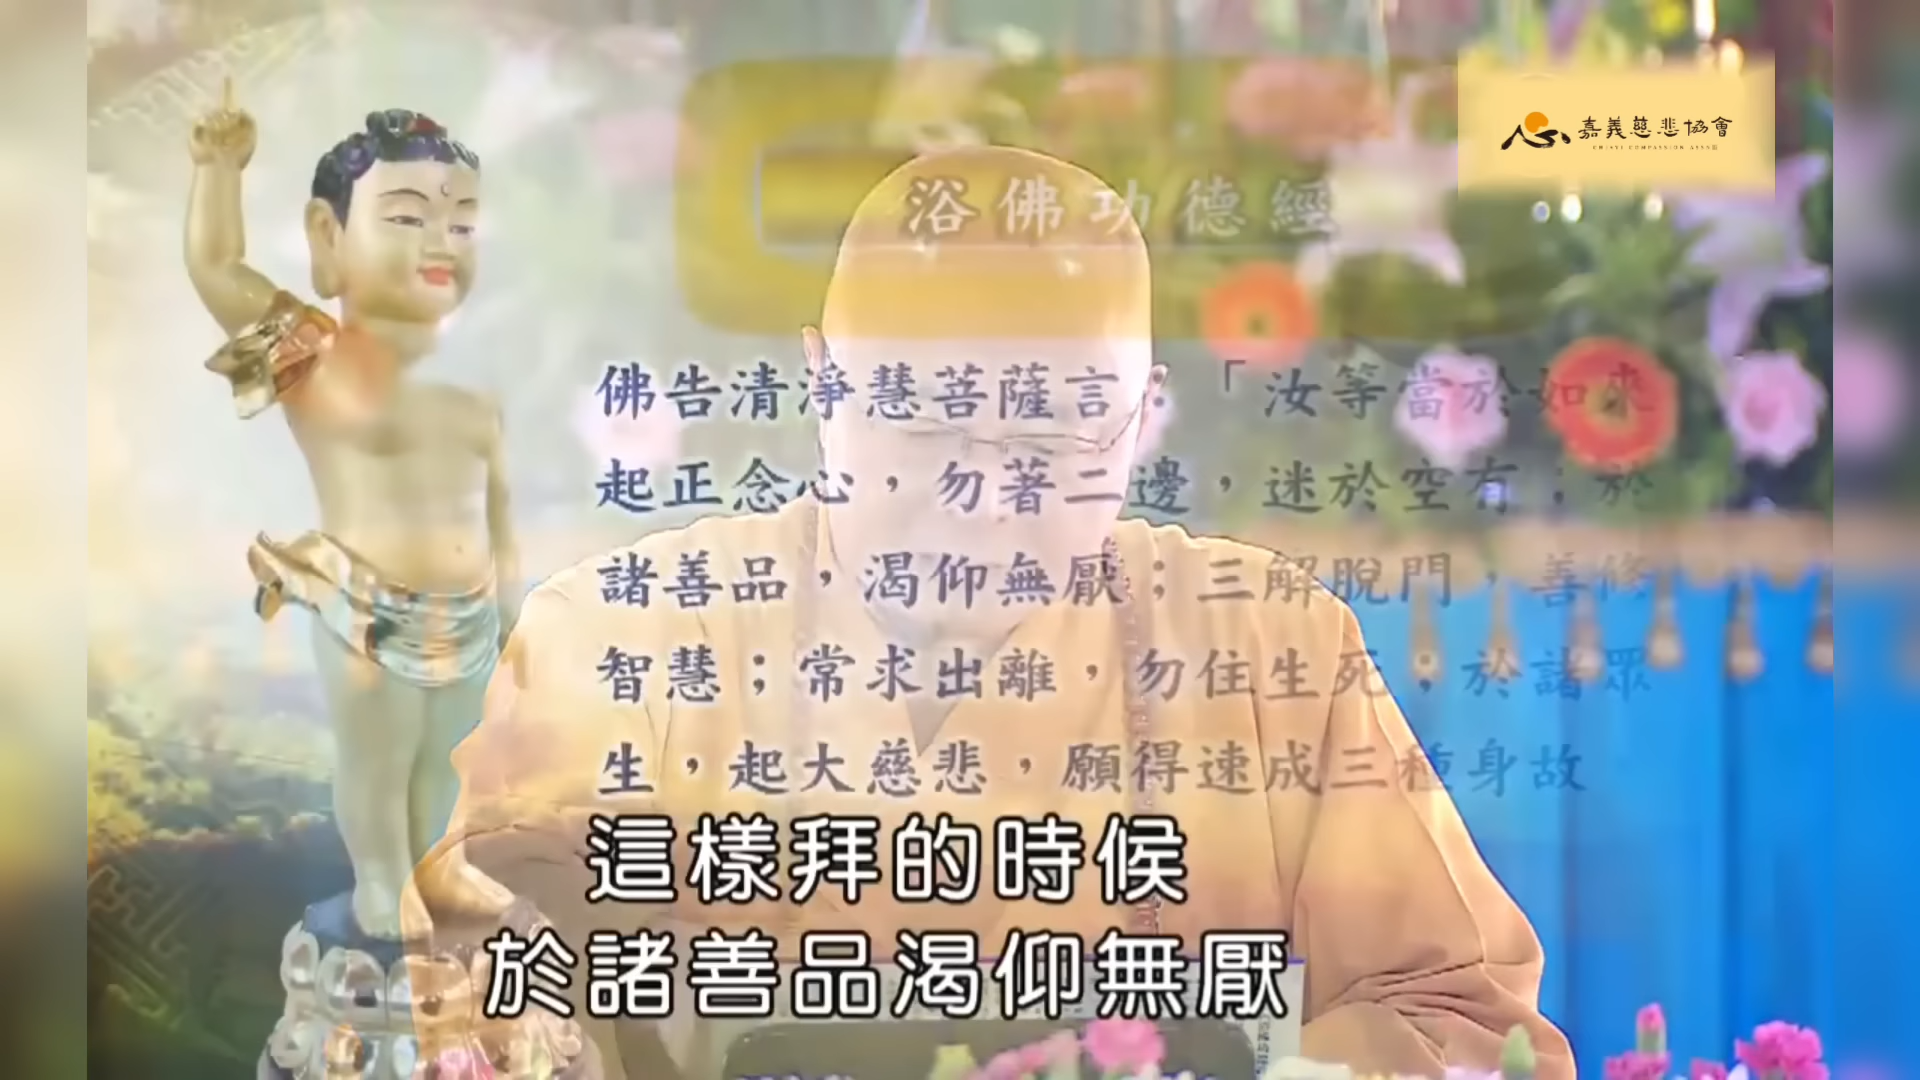 嘉義慈悲協會
浴佛功德經
佛告清淨慧菩薩言：「汝等當於如來
起正念心，勿著二邊，迷於空有；於
諸善品，渴仰無厭；三解脫門，善修
智慧；常求出離，勿住生死；於諸眾
生，起大慈悲，願得速成三種身故
這樣拜的時候
於諸善品渴仰無厭